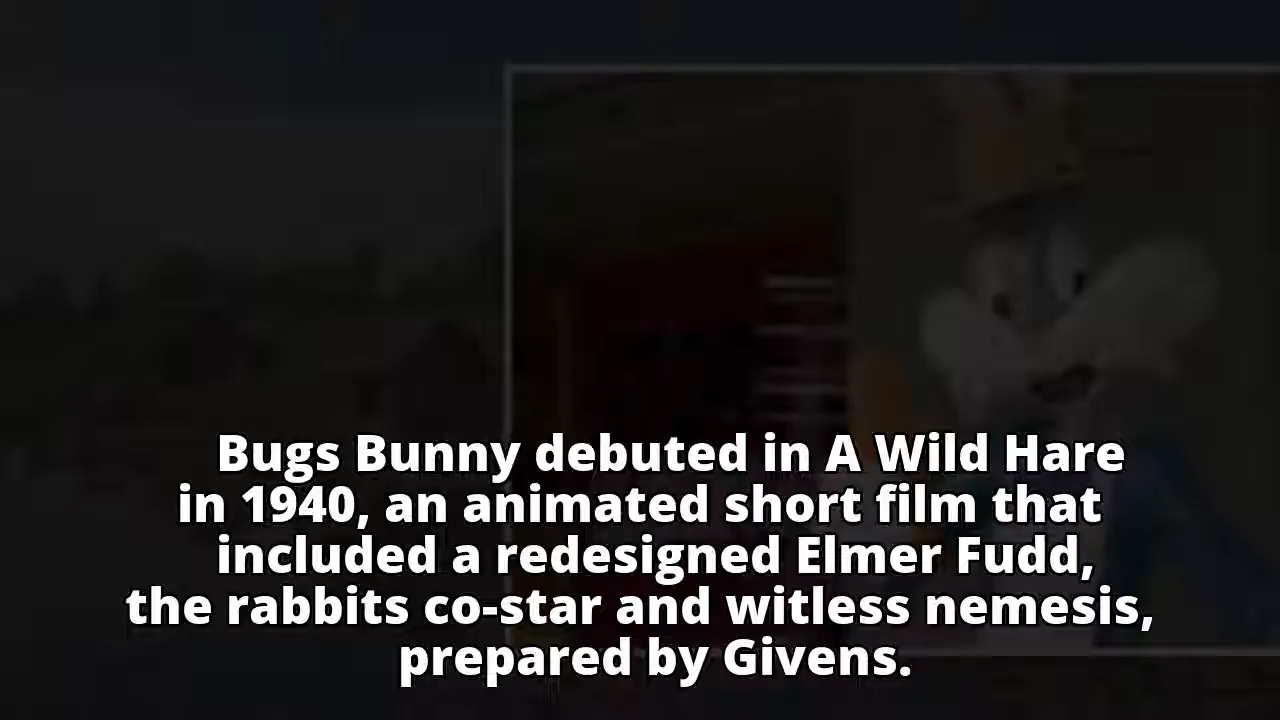 Bugs Bunny debuted in A Wild Hare
in 1940, an animated short film that
included a redesigned Elmer Fudd,
the rabbits co-star and witless nemesis,
prepared by Givens.